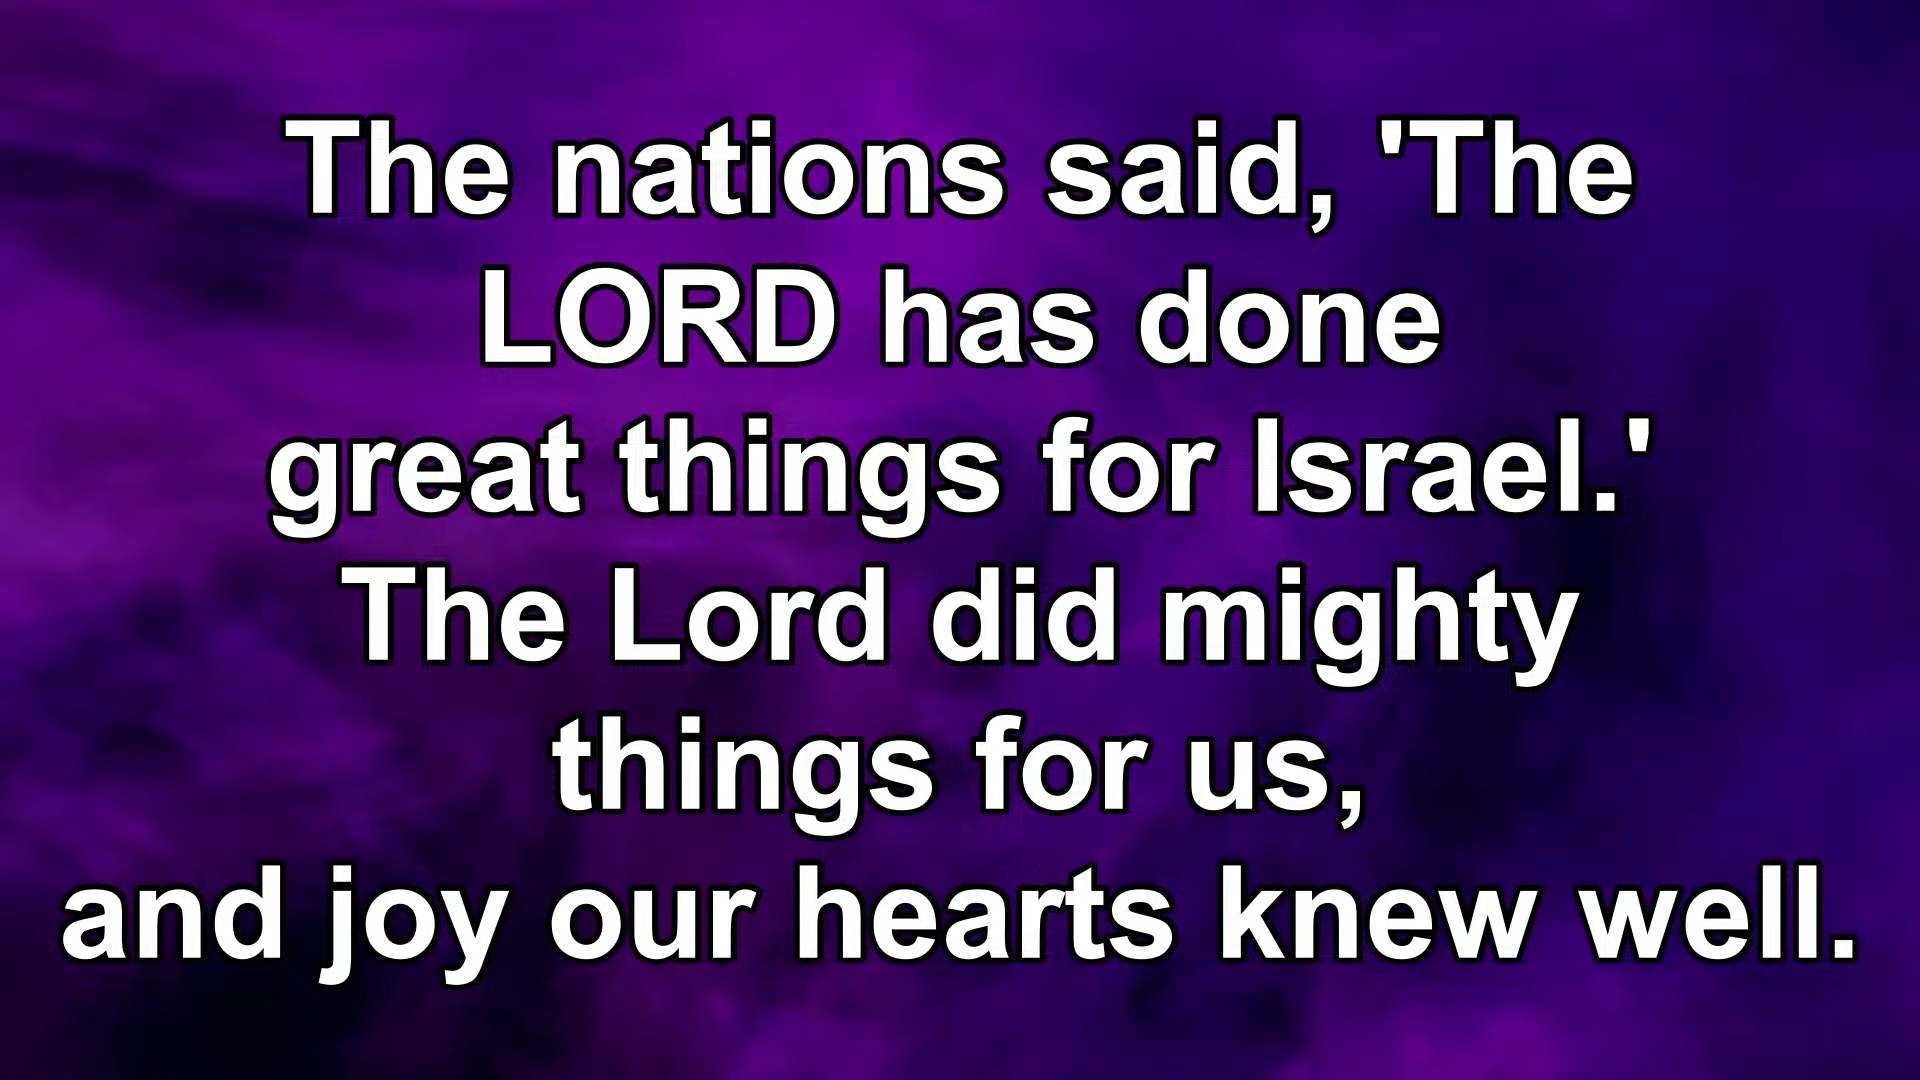 The nations said, 'The
LORD has done
great things for Israel.'
The Lord did mighty
things for us,
and joy our hearts knew well.